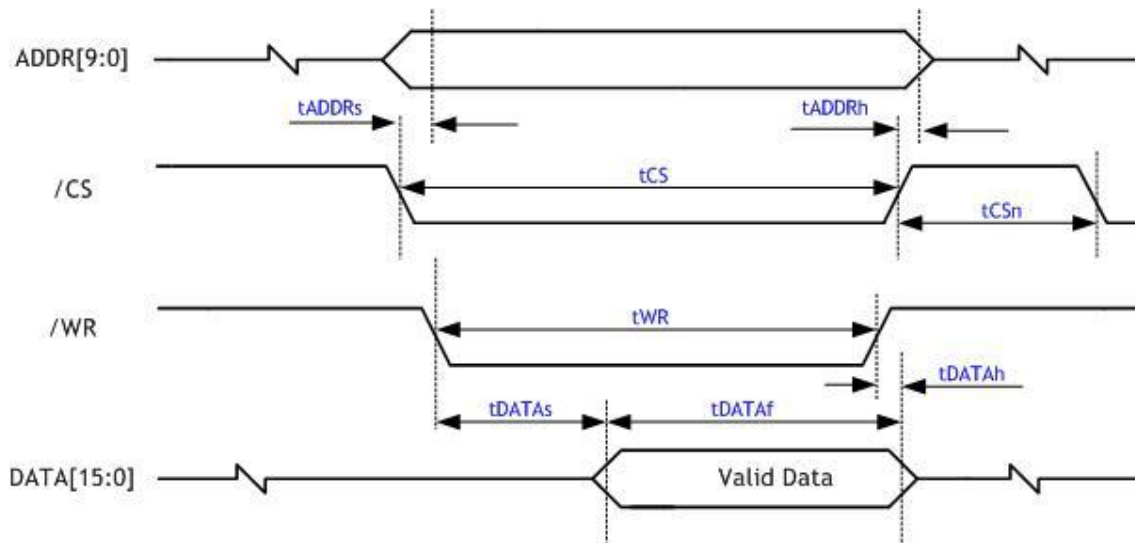 ADDR[9:0]
tADDRs
tADDRh
/CS
tCS
tCSn
/WR
tWR
tDATAh
tDATAs
tDATAf
DATA[15:0]
Valid Data